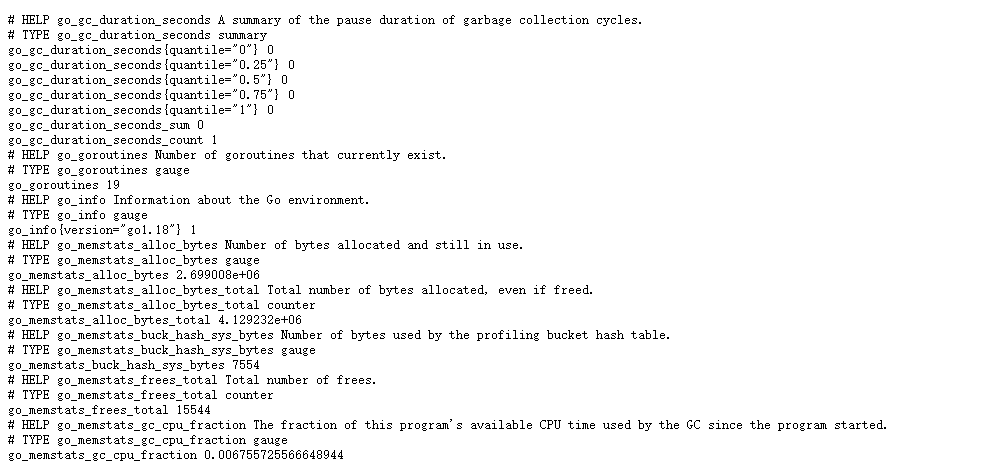 # HELP go_gc_duration_seconds A summary of the pause duration of garbage collection cycles.
# TYPE go_gc_duration_seconds summary
go_gc_duration_seconds{quantile="0"} 0
go_gc_duration_seconds{quantile="0.25"} 0
go_gc_duration_seconds{quantile="0.5"} 0
go_gc_duration_seconds{quantile="0.75"} 0
go_gc_duration_seconds{quantile="1"} 0
go_gc_duration_seconds_sum 0
go_gc_duration_seconds_count 1
# HELP go_goroutines Number of goroutines that currently exist.
# TYPE go_goroutines gauge
go_goroutines 19
# HELP go_info Information about the Go environment.
# TYPE go_info gauge
go_info{version="go1.18"} 1
# HELP go_memstats_alloc_bytes Number of bytes allocated and still in use.
# TYPE go_memstats_alloc_bytes gauge
go_memstats_alloc_bytes 2.699008e+06
# HELP go_memstats_alloc_bytes_total Total number of bytes allocated, even if freed.
# TYPE go_memstats_alloc_bytes_total counter
go_memstats_alloc_bytes_total 4.129232e+06
# HELP go_memstats_buck_hash_sys_bytes Number of bytes used by the profiling bucket hash table.
# TYPE go_memstats_buck_hash_sys_bytes gauge
go_memstats_buck_hash_sys_bytes 7554
# HELP go_memstats_frees_total Total number of frees.
# TYPE go_memstats_frees_total counter
go_memstats_frees_total 15544
# HELP go_memstats_gc_cpu_fraction The fraction of this program's available CPU time used by the GC since the program started.
# TYPE go_memstats_gc_cpu_fraction gauge
go_memstats_gc_cpu_fraction 0.006755725566648944